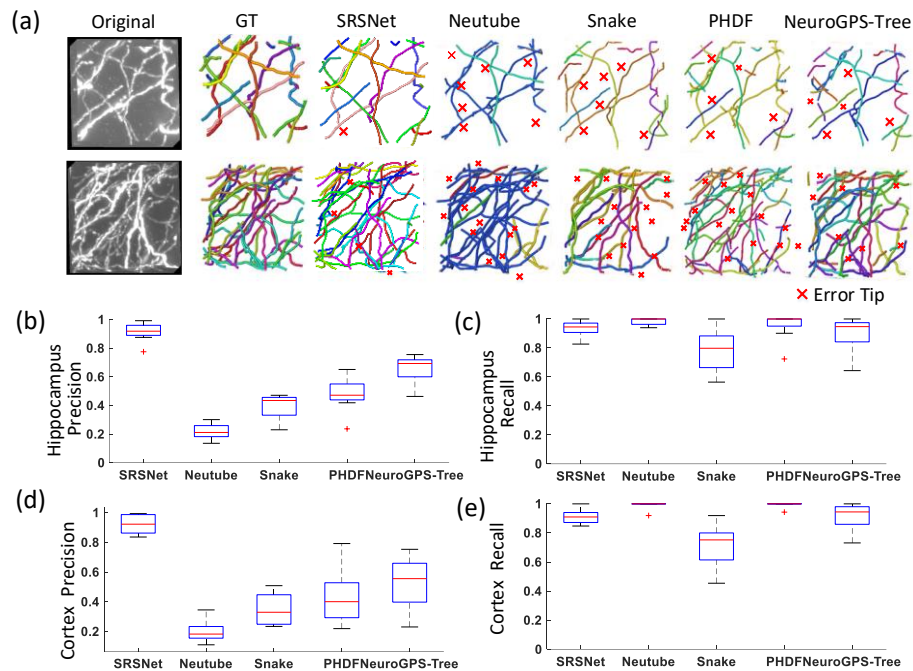 (a)
Original GT SRSNet Neutube Snake PHDF NeuroGPS-Tree
Error Tip
(b)
Hippocampus
Precision
1
0.8
0.6
0.4
0.2
0
SRSNet Neutube Snake PHDFNeuroGPS-Tree
(c)
Hippocampus
Recall
1
0.8
0.6
0.4
0.2
0
SRSNet Neutube Snake PHDFNeuroGPS-Tree
(d)
Cortex Precision
1
0.8
0.6
0.4
0.2
SRSNet Neutube Snake PHDFNeuroGPS-Tree
(e)
Cortex Recall
1
0.8
0.6
0.4
0.2
0
SRSNet Neutube Snake PHDFNeuroGPS-Tree